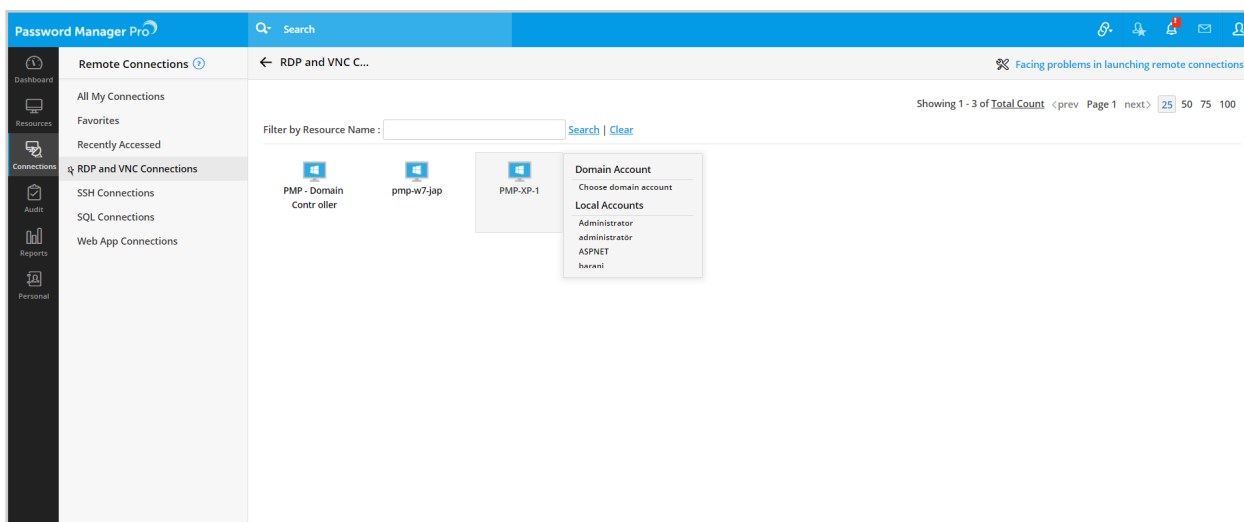 Password Manager Pro
Search
Dashboard
Resources
Connections
Audit
Reports
Personal
Remote Connections ?
All My Connections
Favorites
Recently Accessed
RDP and VNC Connections
SSH Connections
SQL Connections
Web App Connections
← RDP and VNC C...
Facing problems in launching remote connections
Showing 1 - 3 of Total Count <prev Page 1 next> 25 50 75 100
Filter by Resource Name : Search | Clear
PMP - Domain
Contr oller
pmp-w7-jap
PMP-XP-1
Domain Account
Choose domain account
Local Accounts
Administrator
administratör
ASPNET
barani